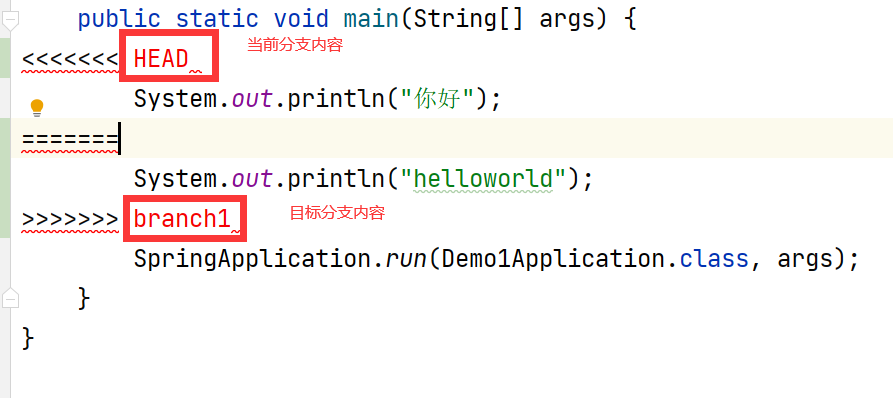 public static void main(String[] args) {
<<<<<<< HEAD 当前分支内容
System.out.println("你好");
=======
System.out.println("helloworld");
>>>>>>> branch1 目标分支内容
SpringApplication.run(Demo1Application.class, args);
}
}